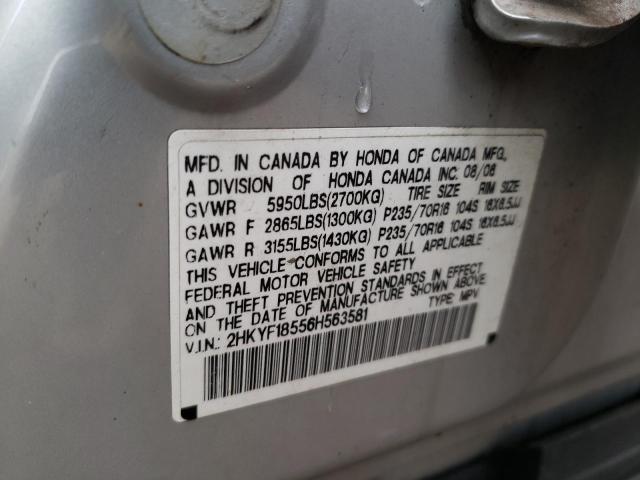 MFD. IN CANADA BY HONDA OF CANADA MFG.,
A DIVISION OF HONDA CANADA INC.
GVWR 5950LBS(2700KG) TIRE SIZE RIM SIZE
GAWR F 2865LBS(1300KG) P235/70R16 104S 16X6.5JJ
GAWR R 3155LBS(1430KG) P235/70R16 104S 16X6.5JJ
THIS VEHICLE CONFORMS TO ALL APPLICABLE
FEDERAL MOTOR VEHICLE SAFETY
AND THEFT PREVENTION STANDARDS IN EFFECT
ON THE DATE OF MANUFACTURE SHOWN ABOVE.
V.I.N.: 2HKYF18556H563581 TYPE: MPV